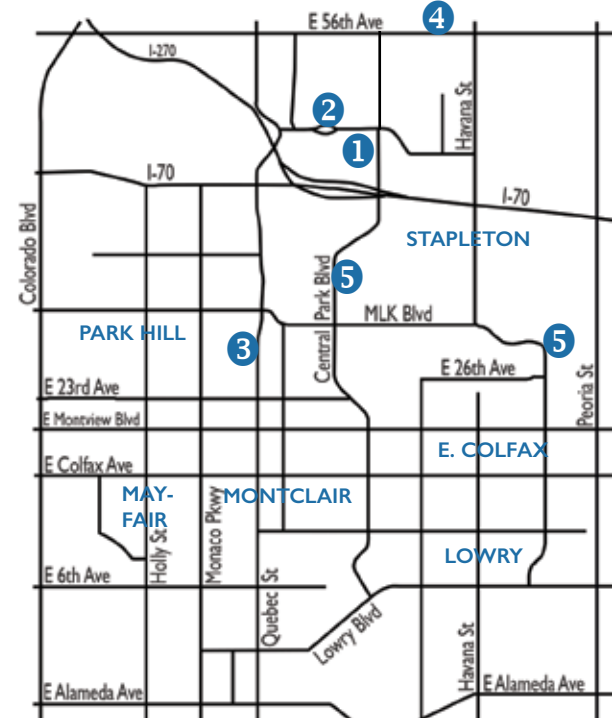 E 56th Ave
4
I-270
2
Havana St
1
I-70
I-70
Colorado Blvd
STAPLETON
5
Central Park Blvd
MLK Blvd
PARK HILL
3
5
E 26th Ave
E 23rd Ave
Peoria St
E Montview Blvd
E. COLFAX
E Colfax Ave
MAY-
FAIR
MONTCLAIR
Holly St
Monaco Pkwy
LOWRY
E 6th Ave
Quebec St
Lowry Blvd
Havana St
E Alameda Ave
E Alameda Ave